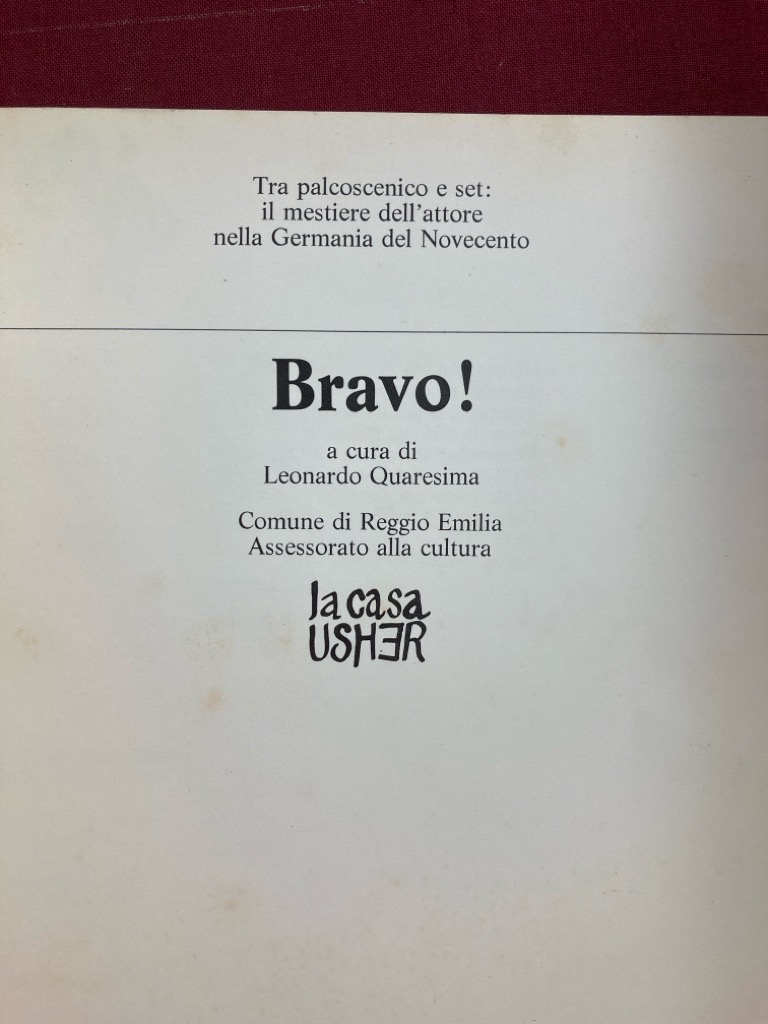 Tra palcoscenico e set:
il mestiere dell'attore
nella Germania del Novecento
Bravo!
a cura di
Leonardo Quaresima
Comune di Reggio Emilia
Assessorato alla cultura
la casa
USHER